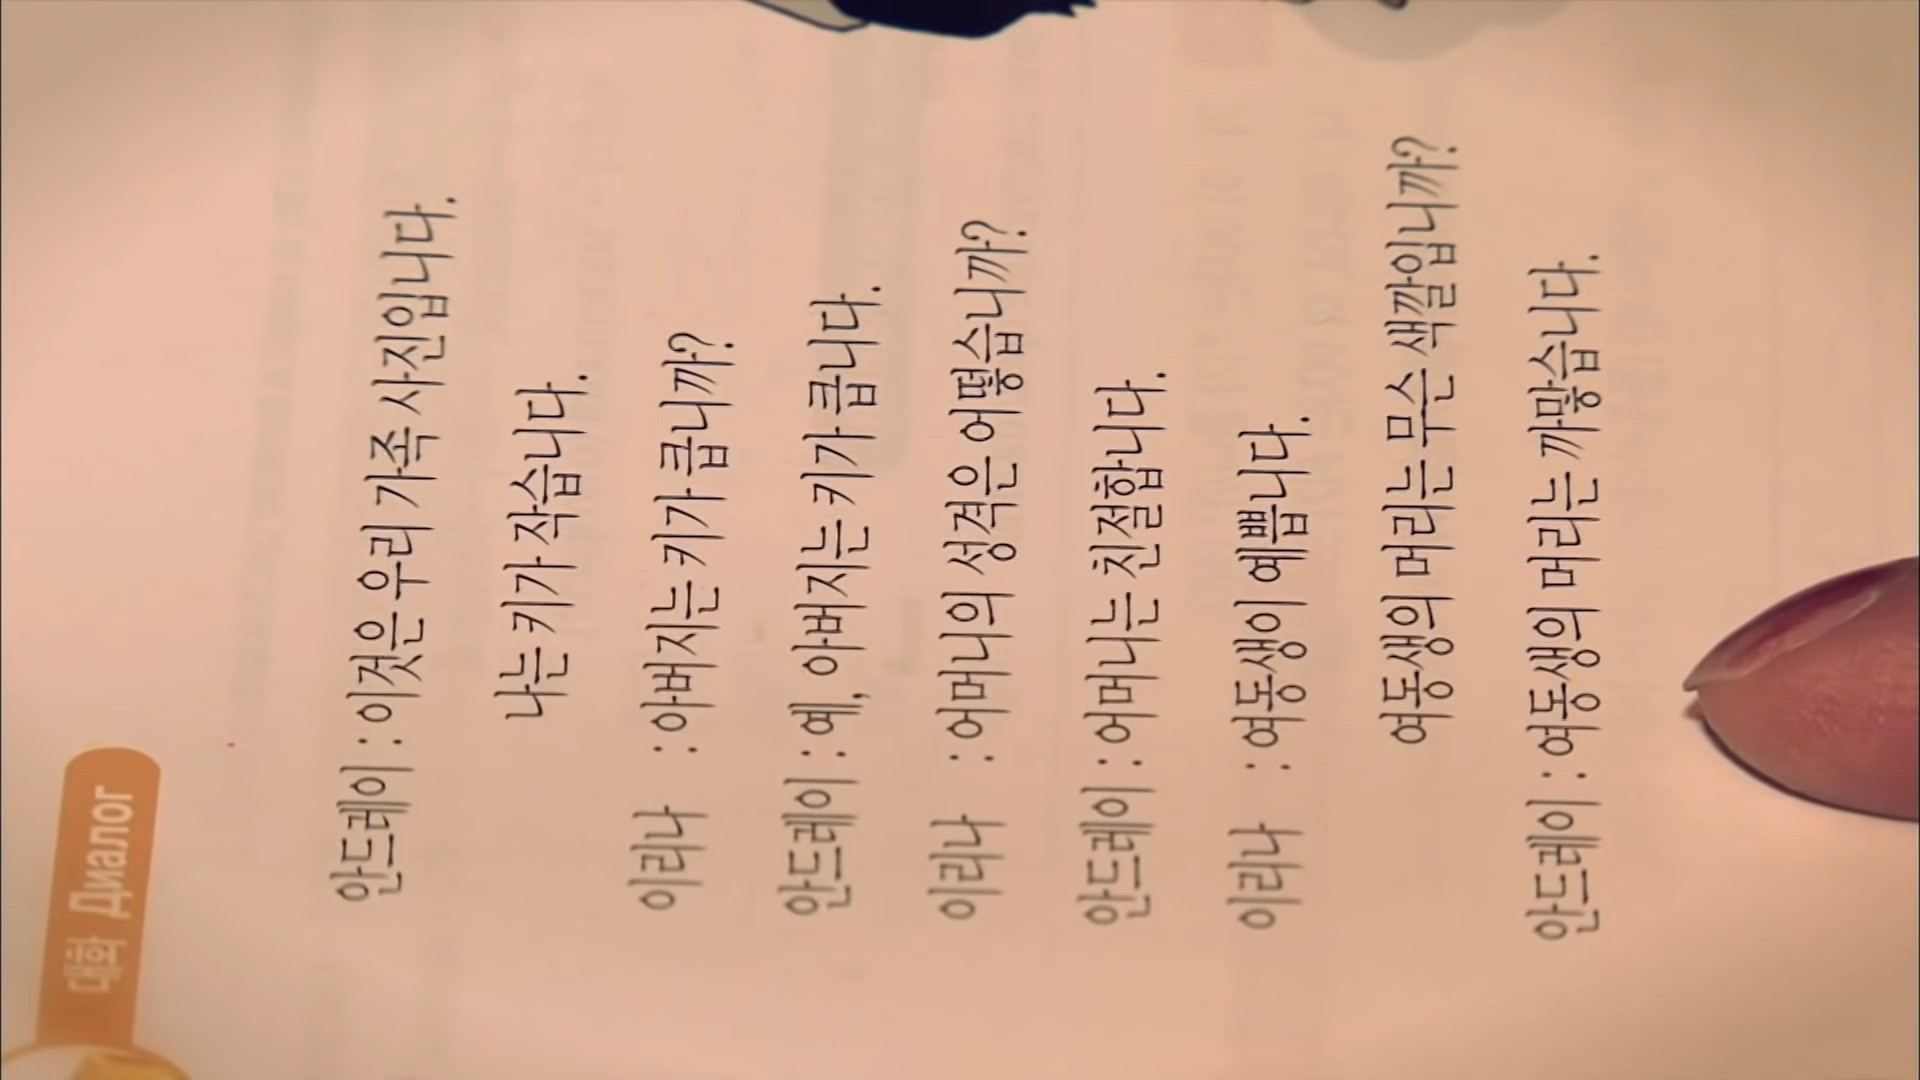 대화 Диалог
안드레이 : 이것은 우리 가족 사진입니다.
나는 키가 작습니다.
이리나 : 아버지는 키가 큽니까?
안드레이 : 예, 아버지는 키가 큽니다.
이리나 : 어머니의 성격은 어떻습니까?
안드레이 : 어머니는 친절합니다.
이리나 : 여동생이 예쁩니다.
여동생의 머리는 무슨 색깔입니까?
안드레이 : 여동생의 머리는 까맣습니다.